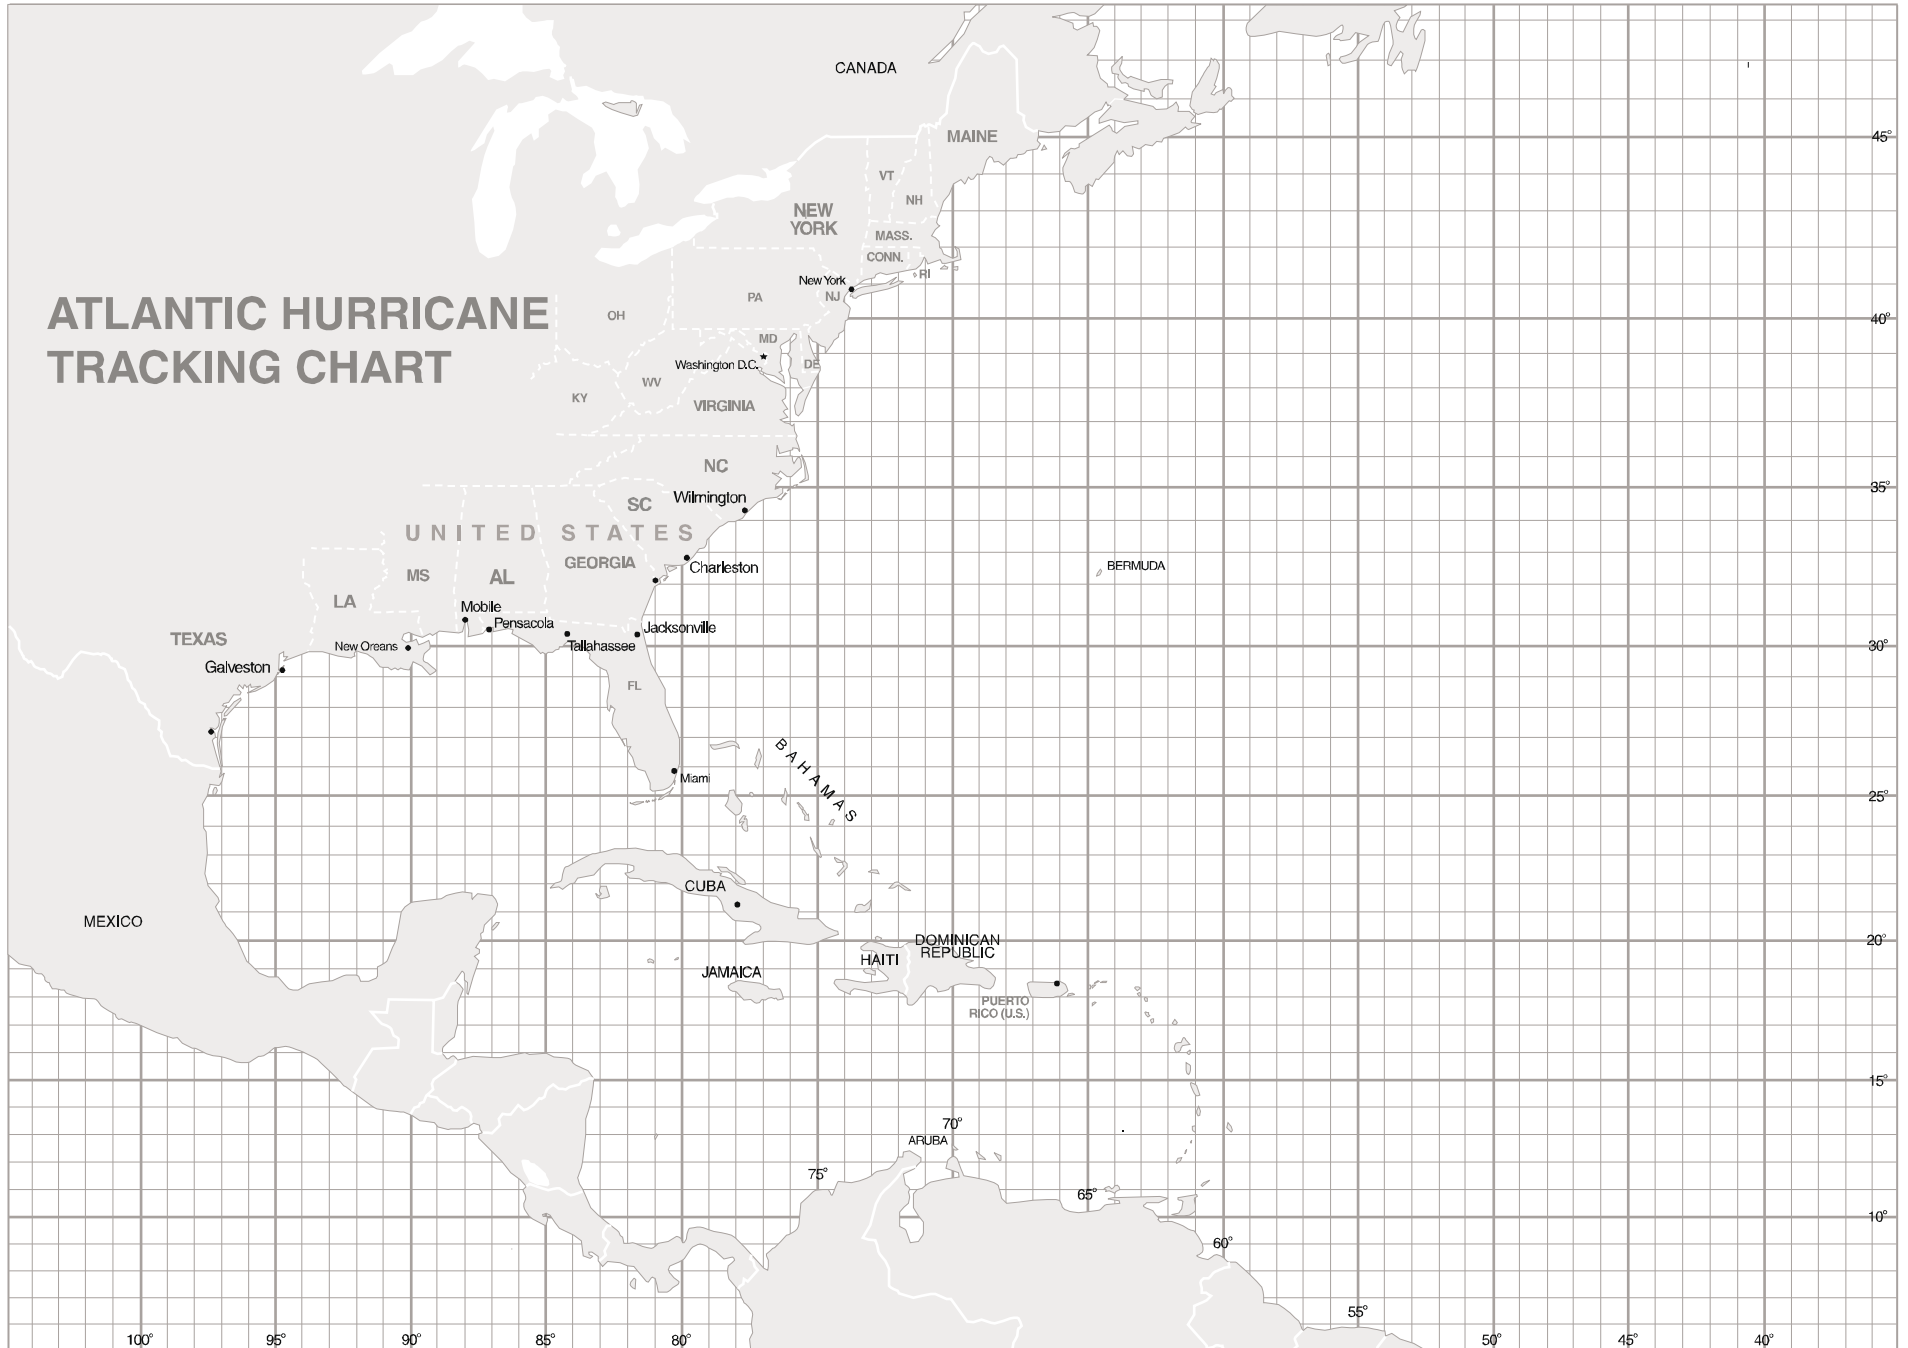 CANADA
MAINE
45°
VT
NH
NEW
YORK
MASS.
CONN.
RI
New York
NJ
PA
OH
ATLANTIC HURRICANE
TRACKING CHART
40°
MD
Washington D.C.
DE
WV
KY
VIRGINIA
NC
35°
Wilmington
SC
UNITED STATES
GEORGIA
Charleston
BERMUDA
MS
AL
LA
Mobile
Pensacola
Jacksonville
TEXAS
New Oreans
Tallahassee
30°
Galveston
FL
BAHAMAS
Miami
25°
CUBA
MEXICO
DOMINICAN
REPUBLIC
20°
HAITI
JAMAICA
PUERTO
RICO (U.S.)
15°
70°
ARUBA
75°
65°
10°
60°
55°
100°
95°
90°
85°
80°
50°
45°
40°